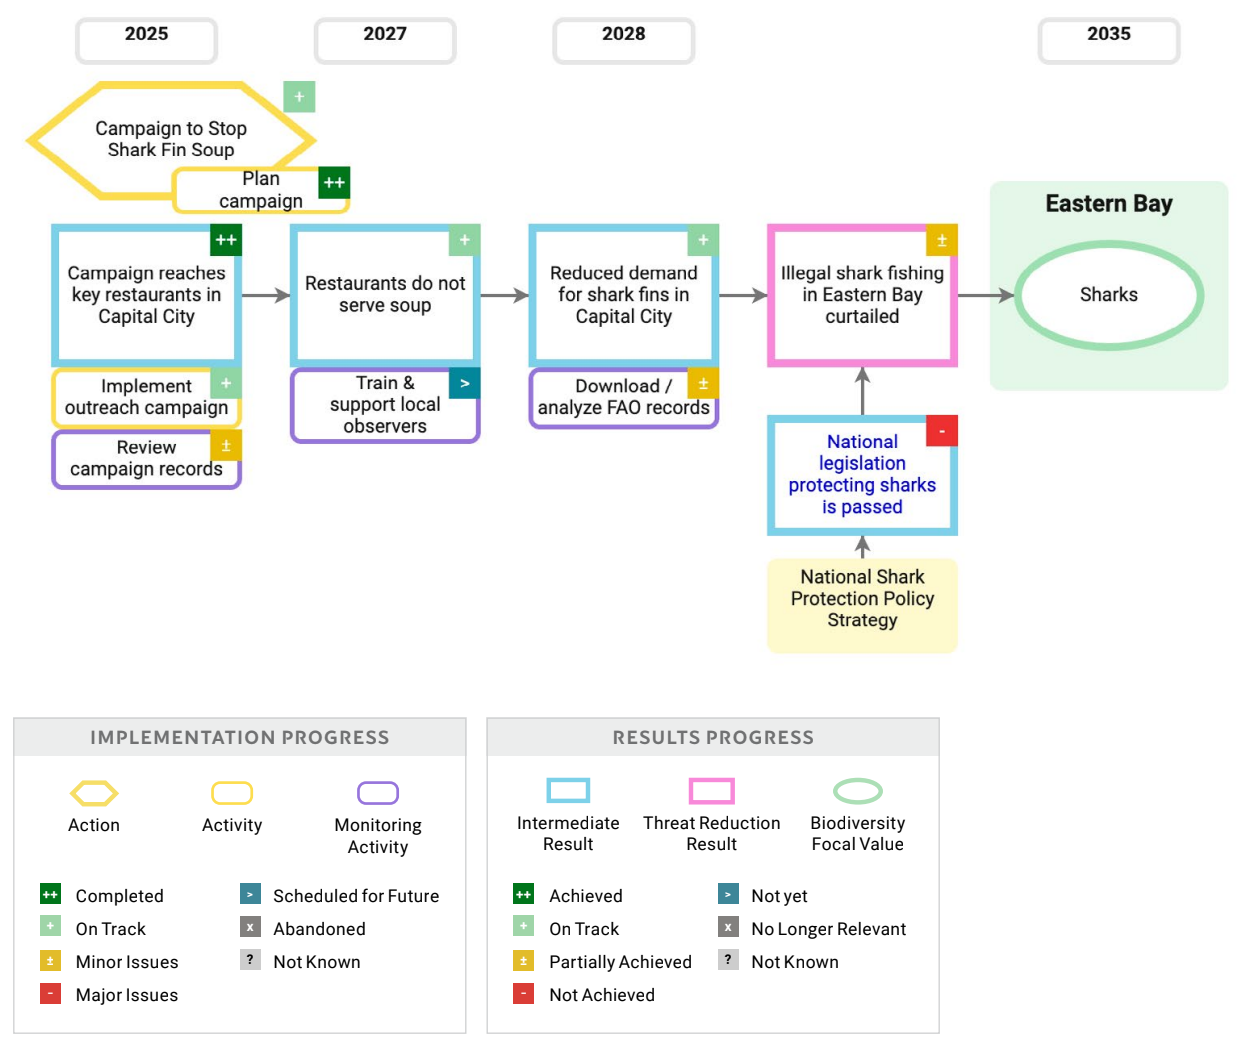 2025
2027
2028
2035
Campaign to Stop
Shark Fin Soup
+
Plan
campaign
++
Campaign reaches
key restaurants in
Capital City
++
Restaurants do not
serve soup
+
Reduced demand
for shark fins in
Capital City
+
Illegal shark fishing
in Eastern Bay
curtailed
±
Eastern Bay
Sharks
Implement
outreach campaign
+
Review
campaign records
±
Train &
support local
observers
>
Download /
analyze FAO records
±
National
legislation
protecting sharks
is passed
-
National Shark
Protection Policy
Strategy
IMPLEMENTATION PROGRESS
Action
Activity
Monitoring
Activity
++ Completed
+ On Track
± Minor Issues
- Major Issues
> Scheduled for Future
x Abandoned
? Not Known
RESULTS PROGRESS
Intermediate
Result
Threat Reduction
Result
Biodiversity
Focal Value
++ Achieved
+ On Track
± Partially Achieved
- Not Achieved
> Not yet
x No Longer Relevant
? Not Known